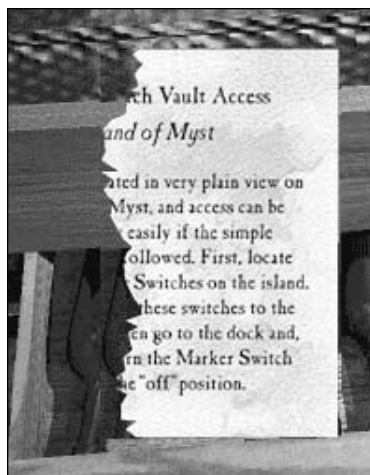 ch Vault Access
and of Myst
ated in very plain view on
Myst, and access can be
easily if the simple
ollowed. First, locate
Switches on the island.
these switches to the
en go to the dock and,
rn the Marker Switch
he "off" position.